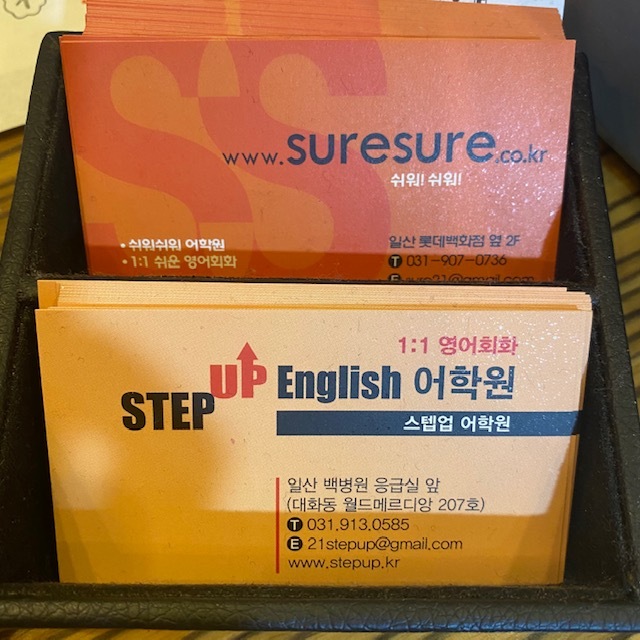 www.suresure.co.kr
쉬워! 쉬워!
• 쉬워쉬워 어학원
• 1:1 쉬운 영어회화
일산 롯데백화점 옆 2F
T 031-907-0736
1:1 영어회화
STEP UP English 어학원
스텝업 어학원
일산 백병원 응급실 앞
(대화동 월드메르디앙 207호)
T 031.913.0585
E 21stepup@gmail.com
www.stepup.kr